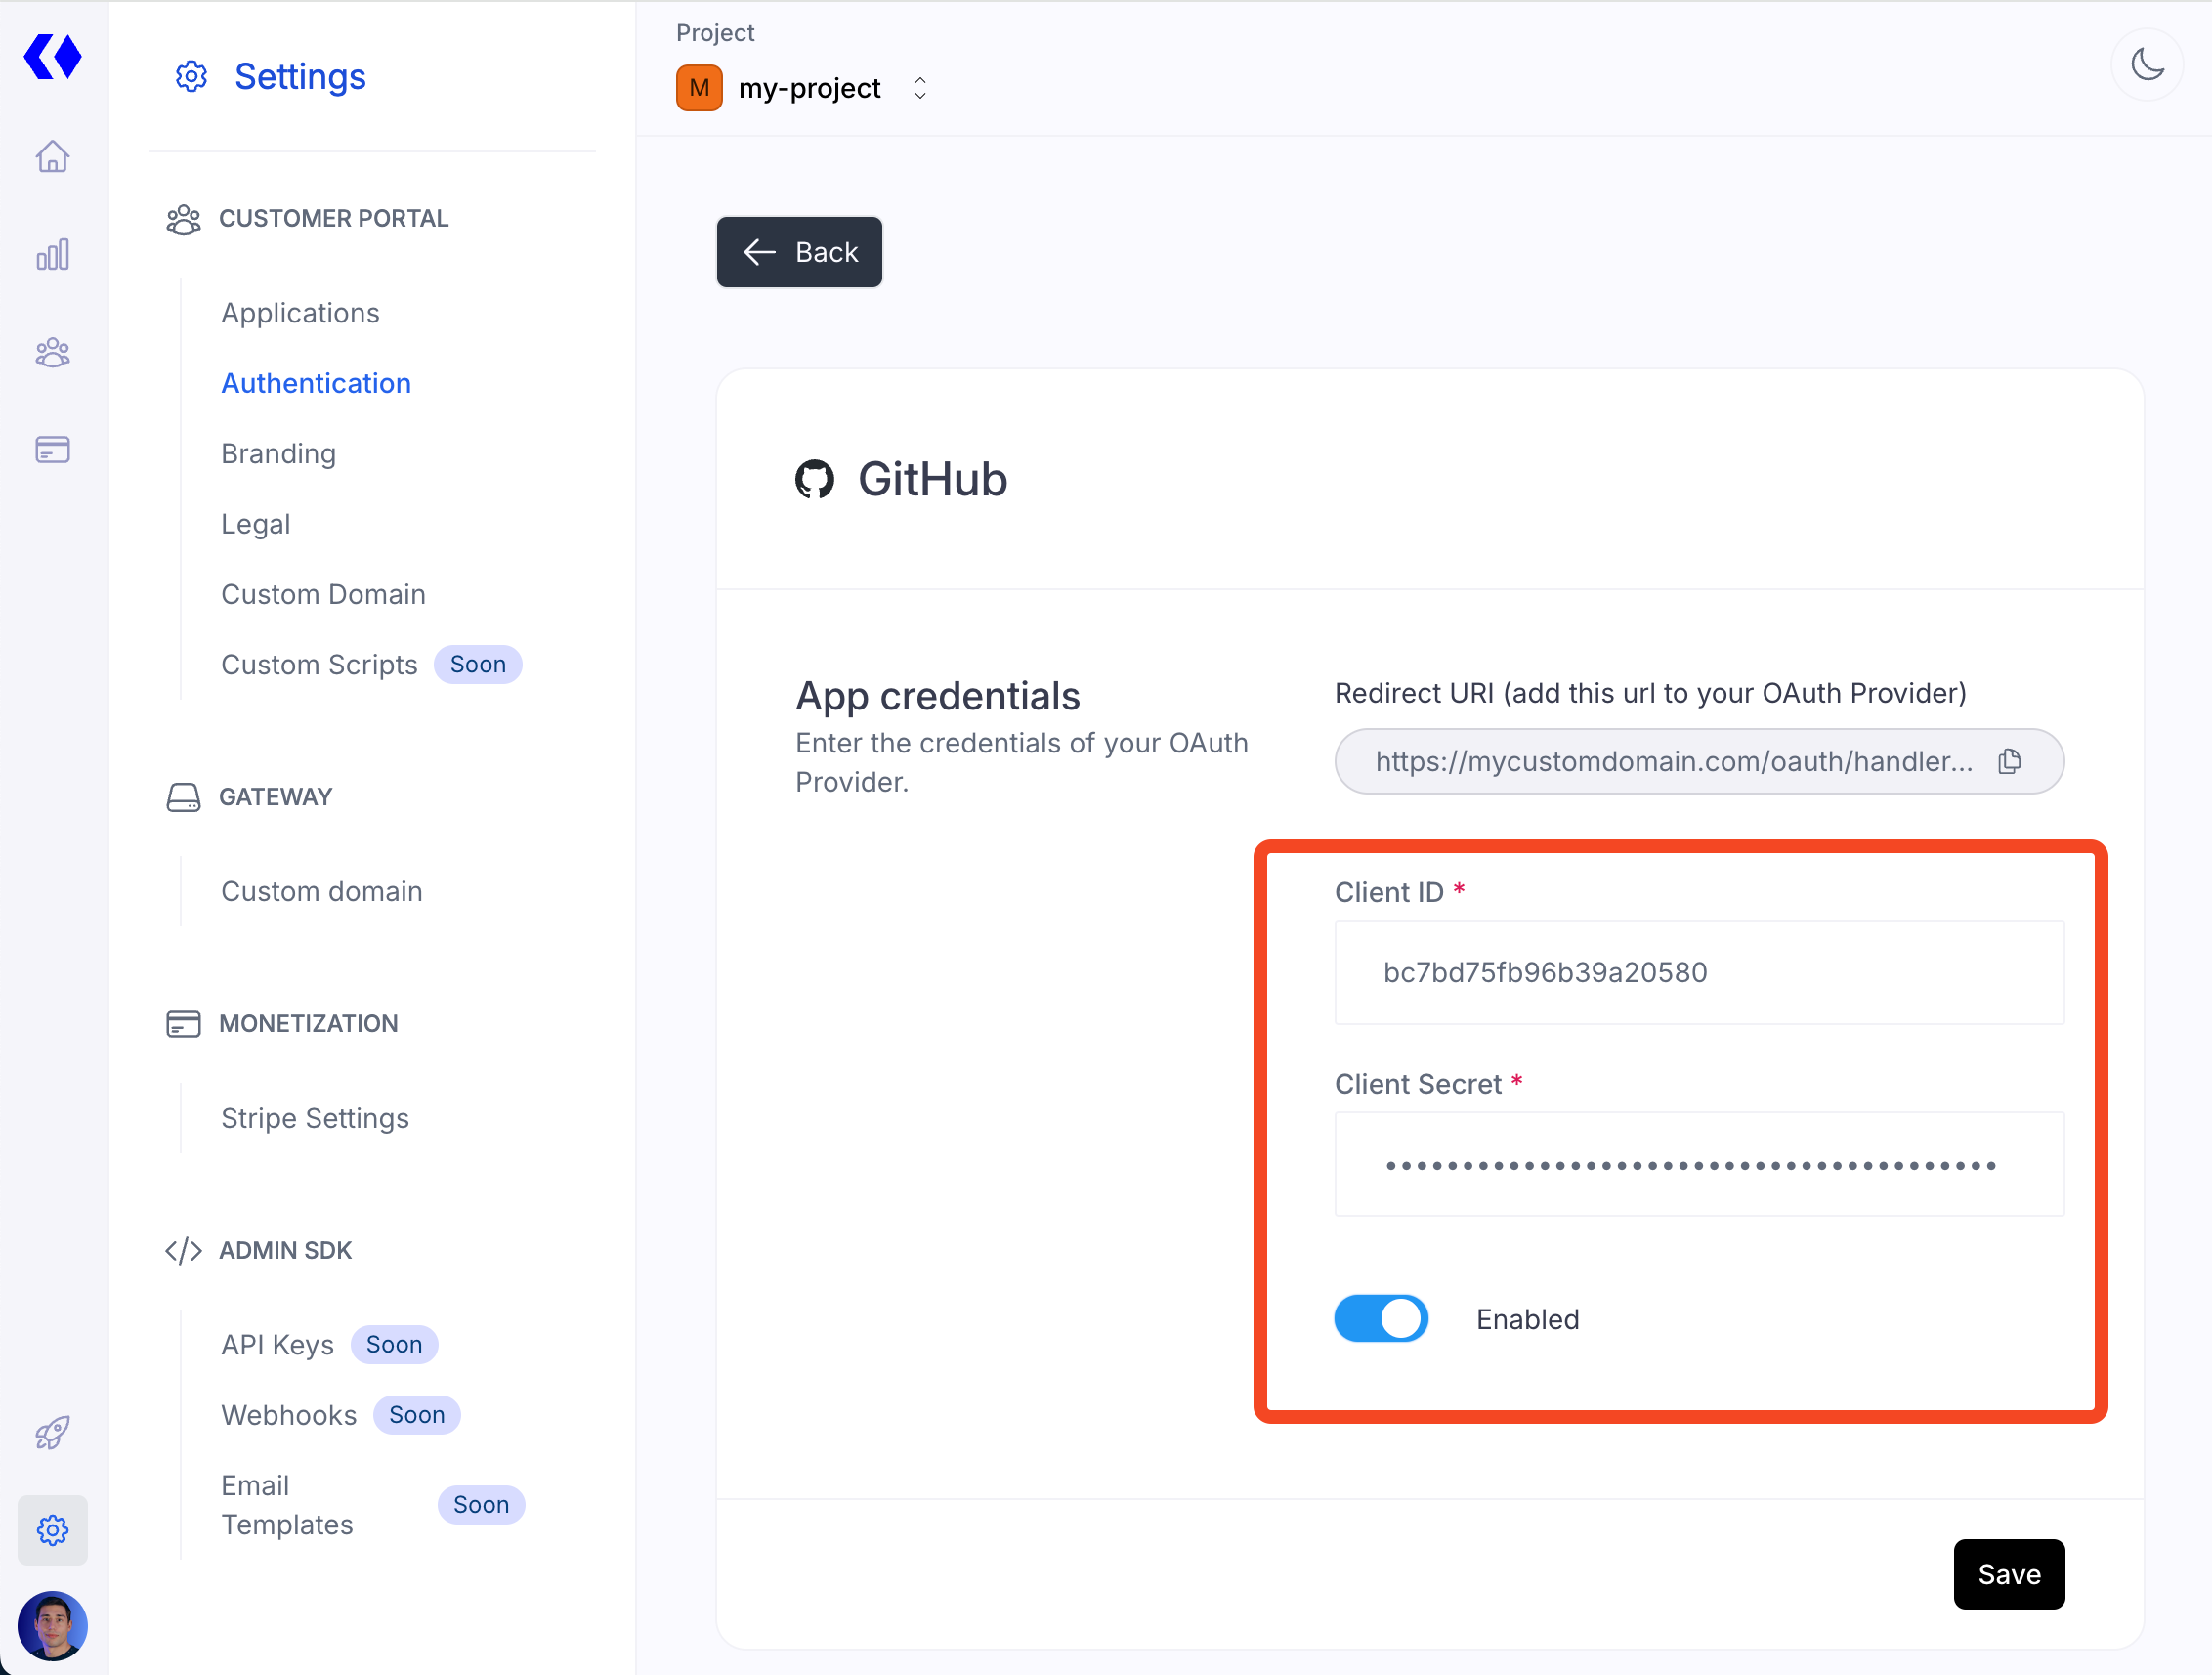 Settings
CUSTOMER PORTAL
Applications
Authentication
Branding
Legal
Custom Domain
Custom Scripts Soon
GATEWAY
Custom domain
MONETIZATION
Stripe Settings
ADMIN SDK
API Keys Soon
Webhooks Soon
Email
Templates
Soon
Project
M my-project
Back
GitHub
App credentials
Enter the credentials of your OAuth
Provider.
Redirect URI (add this url to your OAuth Provider)
https://mycustomdomain.com/oauth/handler...
Client ID *
bc7bd75fb96b39a20580
Client Secret *
••••••••••••••••••••••••••••••••••••••••
Enabled
Save